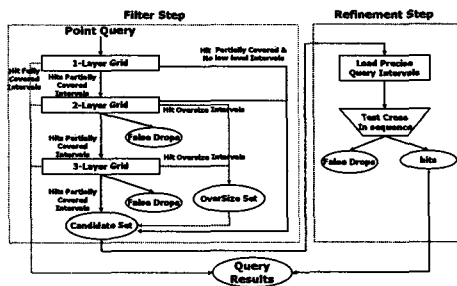 Filter Step
Refinement Step
Point Query
Hit Partially Covered &
No low level Intervals
1-Layer Grid
Hit Fully
Covered
Intervals
Hit Partially
Covered
Intervals
Load Precise
Query Intervals
2-Layer Grid
Hit Oversize Intervals
Test Cross
In sequence
False Drops
Hits Partially
Covered
Intervals
3-Layer Grid
Hit Oversize Intervals
False Drops
hits
Hits Partially
Covered
Intervals
False Drops
OverSize Set
Candidate Set
Query
Results